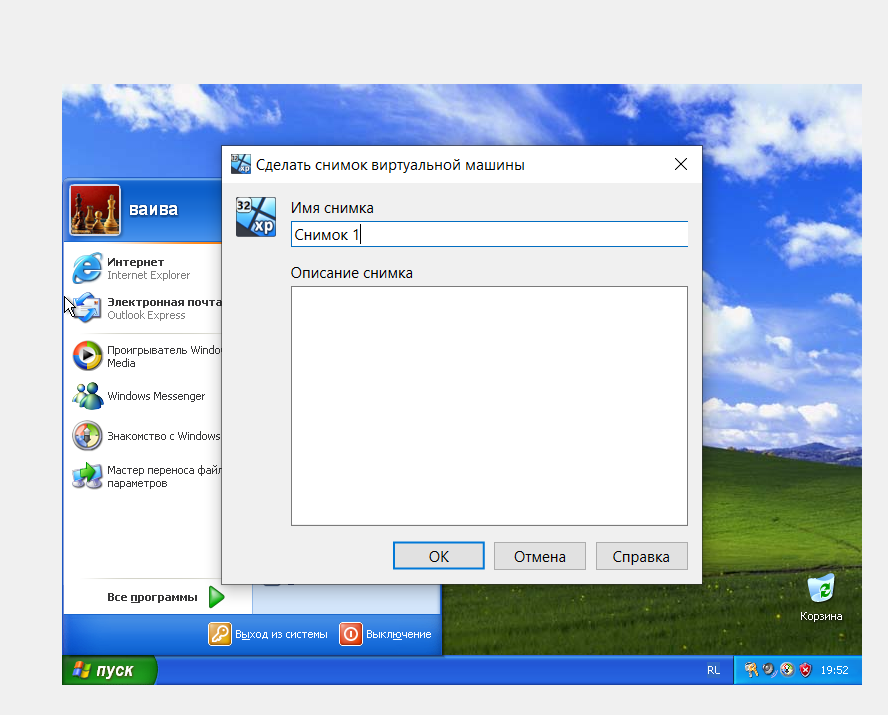 Сделать снимок виртуальной машины
32
xp
Имя снимка
Снимок 1
Описание снимка
OK
Отмена
Справка
ваива
Интернет
Internet Explorer
Электронная почта
Outlook Express
Проигрыватель Windo
Media
Windows Messenger
Знакомство с Windows
Мастер переноса файл
параметров
Все программы
Выход из системы
Выключение
Корзина
пуск
RL
19:52